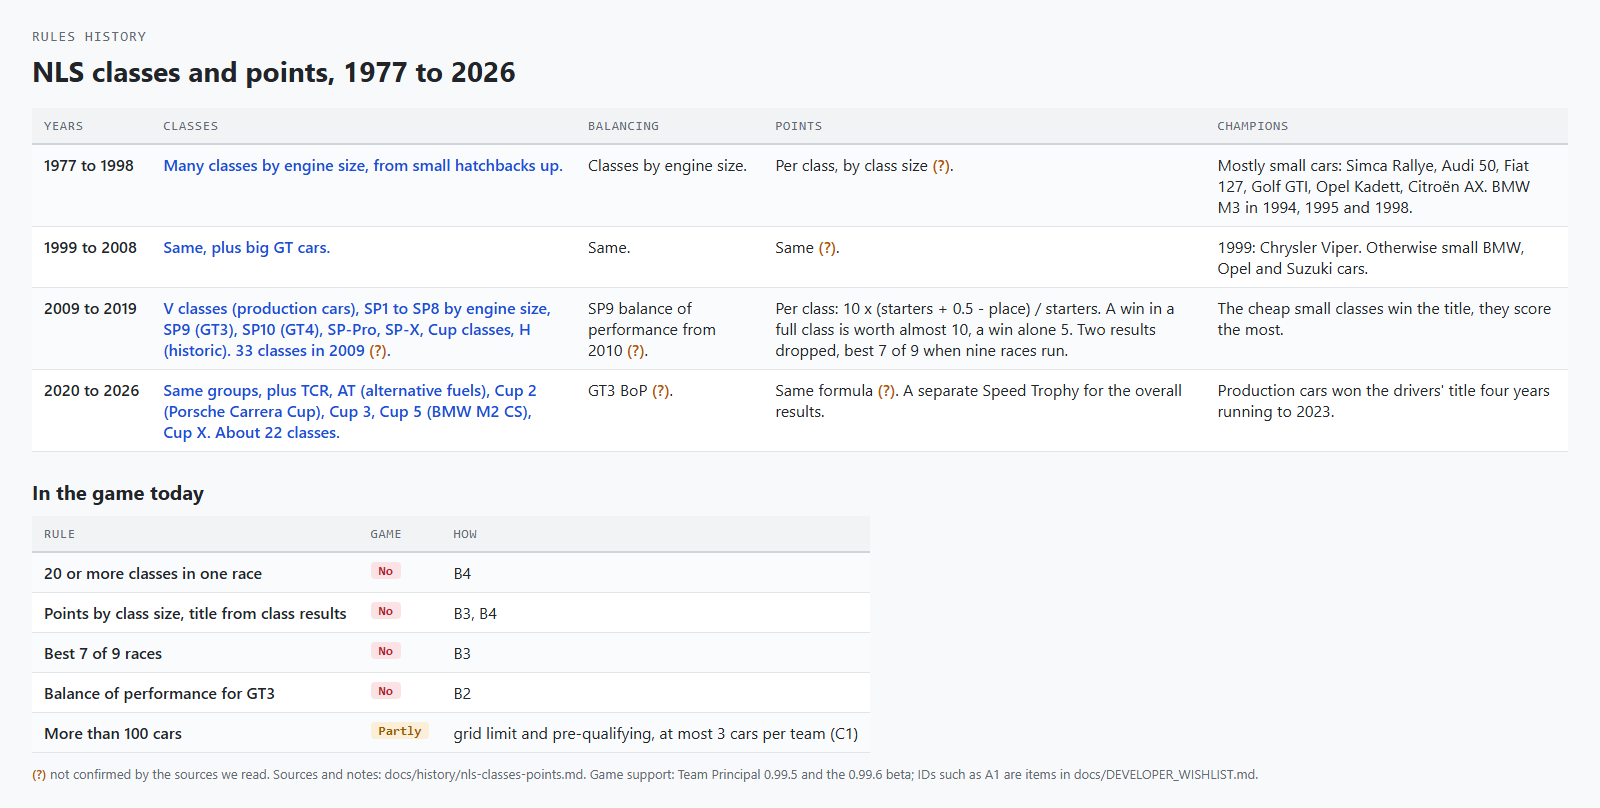 RULES HISTORY
NLS classes and points, 1977 to 2026
YEARS CLASSES BALANCING POINTS CHAMPIONS
1977 to 1998 Many classes by engine size, from small hatchbacks up. Classes by engine size. Per class, by class size (?). Mostly small cars: Simca Rallye, Audi 50, Fiat
127, Golf GTI, Opel Kadett, Citroën AX. BMW
M3 in 1994, 1995 and 1998.
1999 to 2008 Same, plus big GT cars. Same. Same (?). 1999: Chrysler Viper. Otherwise small BMW,
Opel and Suzuki cars.
2009 to 2019 V classes (production cars), SP1 to SP8 by engine size, SP9 balance of Per class: 10 x (starters + 0.5 - place) / starters. A win in a The cheap small classes win the title, they score
SP9 (GT3), SP10 (GT4), SP-Pro, SP-X, Cup classes, H performance from full class is worth almost 10, a win alone 5. Two results the most.
(historic). 33 classes in 2009 (?). 2010 (?). dropped, best 7 of 9 when nine races run.
2020 to 2026 Same groups, plus TCR, AT (alternative fuels), Cup 2 GT3 BoP (?). Same formula (?). A separate Speed Trophy for the overall Production cars won the drivers' title four years
(Porsche Carrera Cup), Cup 3, Cup 5 (BMW M2 CS), results. running to 2023.
Cup X. About 22 classes.
In the game today
RULE GAME HOW
20 or more classes in one race No B4
Points by class size, title from class results No B3, B4
Best 7 of 9 races No B3
Balance of performance for GT3 No B2
More than 100 cars Partly grid limit and pre-qualifying, at most 3 cars per team (C1)
(?) not confirmed by the sources we read. Sources and notes: docs/history/nls-classes-points.md. Game support: Team Principal 0.99.5 and the 0.99.6 beta; IDs such as A1 are items in docs/DEVELOPER_WISHLIST.md.